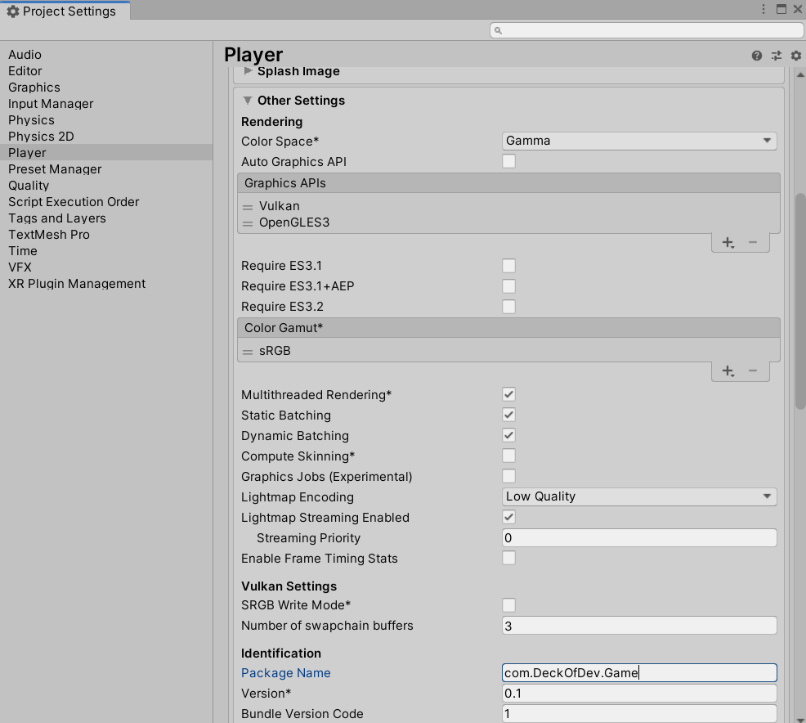 Project Settings
Audio
Editor
Graphics
Input Manager
Physics
Physics 2D
Player
Preset Manager
Quality
Script Execution Order
Tags and Layers
TextMesh Pro
Time
VFX
XR Plugin Management
Player
Splash Image
Other Settings
Rendering
Color Space* Gamma
Auto Graphics API
Graphics APIs
Vulkan
OpenGLES3
Require ES3.1
Require ES3.1+AEP
Require ES3.2
Color Gamut*
sRGB
Multithreaded Rendering*
Static Batching
Dynamic Batching
Compute Skinning*
Graphics Jobs (Experimental)
Lightmap Encoding Low Quality
Lightmap Streaming Enabled
Streaming Priority 0
Enable Frame Timing Stats
Vulkan Settings
SRGB Write Mode*
Number of swapchain buffers 3
Identification
Package Name com.DeckOfDev.Game
Version* 0.1
Bundle Version Code 1